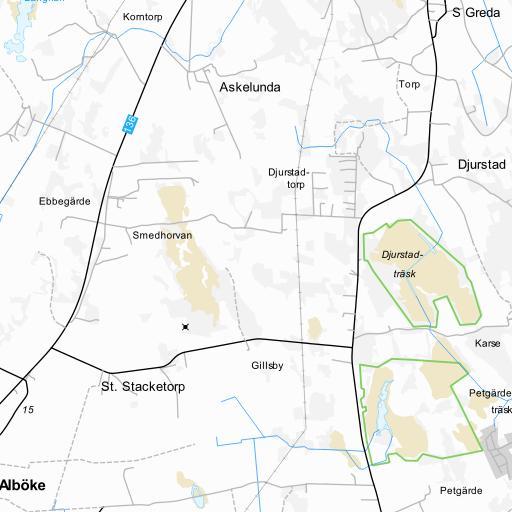 Korntorp
S Greda
Askelunda
Torp
136
Djurstad
Djurstad-
torp
Ebbegärde
Smedhorvan
Djurstad-
träsk
Karse
Gillsby
St. Stacketorp
Petgärde
träsk
15
Alböke
Petgärde